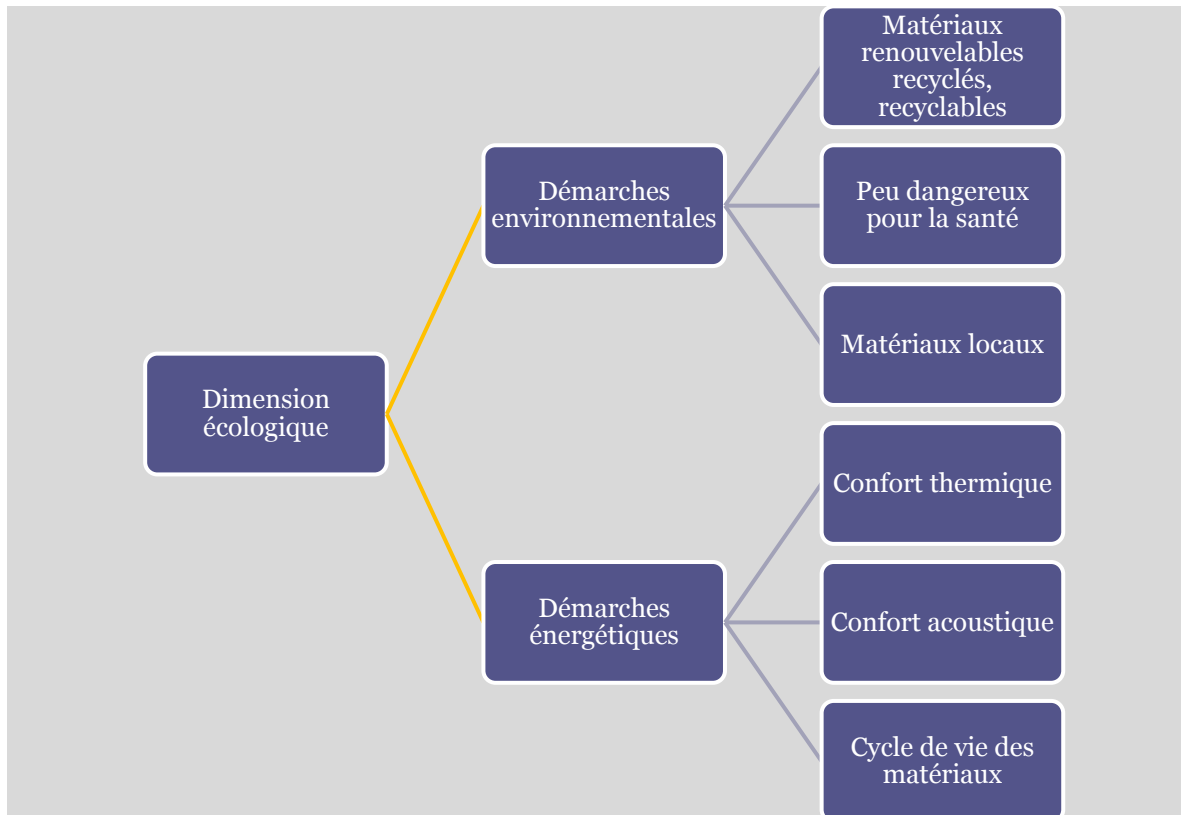 Dimension
écologique
Démarches
environnementales
Matériaux
renouvelables
recyclés,
recyclables
Peu dangereux
pour la santé
Matériaux locaux
Démarches
énergétiques
Confort thermique
Confort acoustique
Cycle de vie des
matériaux